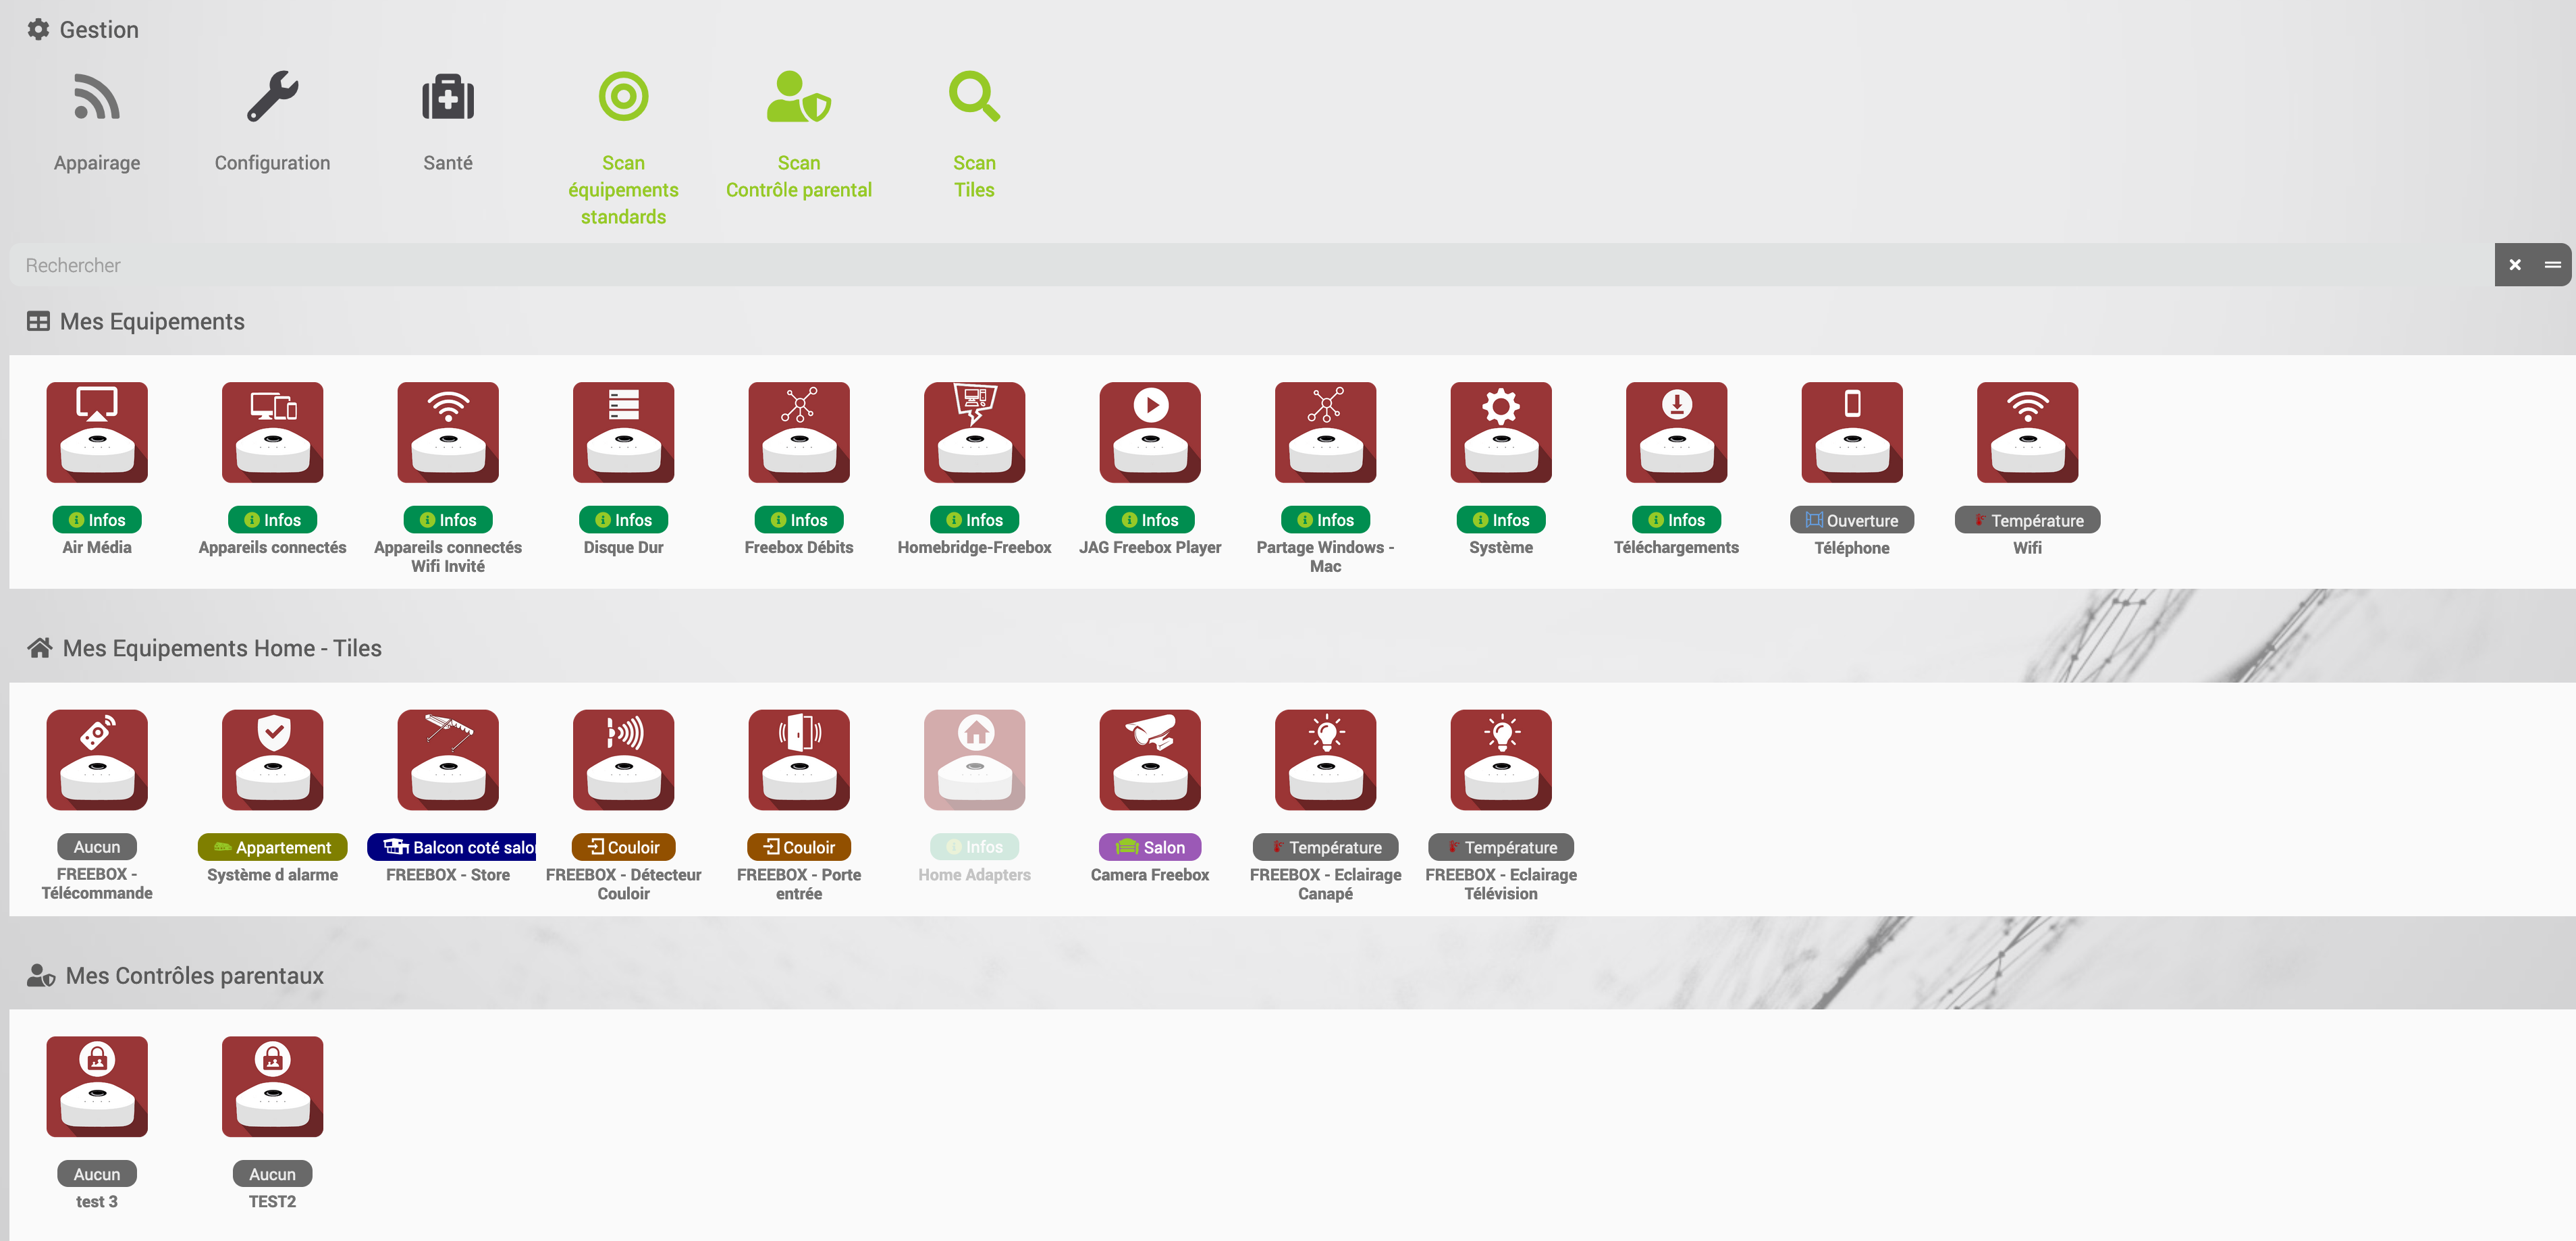 Gestion
Appairage
Configuration
Santé
Scan
équipements
standards
Scan
Contrôle parental
Scan
Tiles
Rechercher
Mes Equipements
Infos
Air Média
Infos
Appareils connectés
Infos
Appareils connectés
Wifi Invité
Infos
Disque Dur
Infos
Freebox Débits
Infos
Homebridge-Freebox
Infos
JAG Freebox Player
Infos
Partage Windows -
Mac
Infos
Système
Infos
Téléchargements
Ouverture
Téléphone
Température
Wifi
Mes Equipements Home - Tiles
Aucun
FREEBOX -
Télécommande
Appartement
Système d alarme
Balcon coté salo
FREEBOX - Store
Couloir
FREEBOX - Détecteur
Couloir
Couloir
FREEBOX - Porte
entrée
Infos
Home Adapters
Salon
Camera Freebox
Température
FREEBOX - Eclairage
Canapé
Température
FREEBOX - Eclairage
Télévision
Mes Contrôles parentaux
Aucun
test 3
Aucun
TEST2